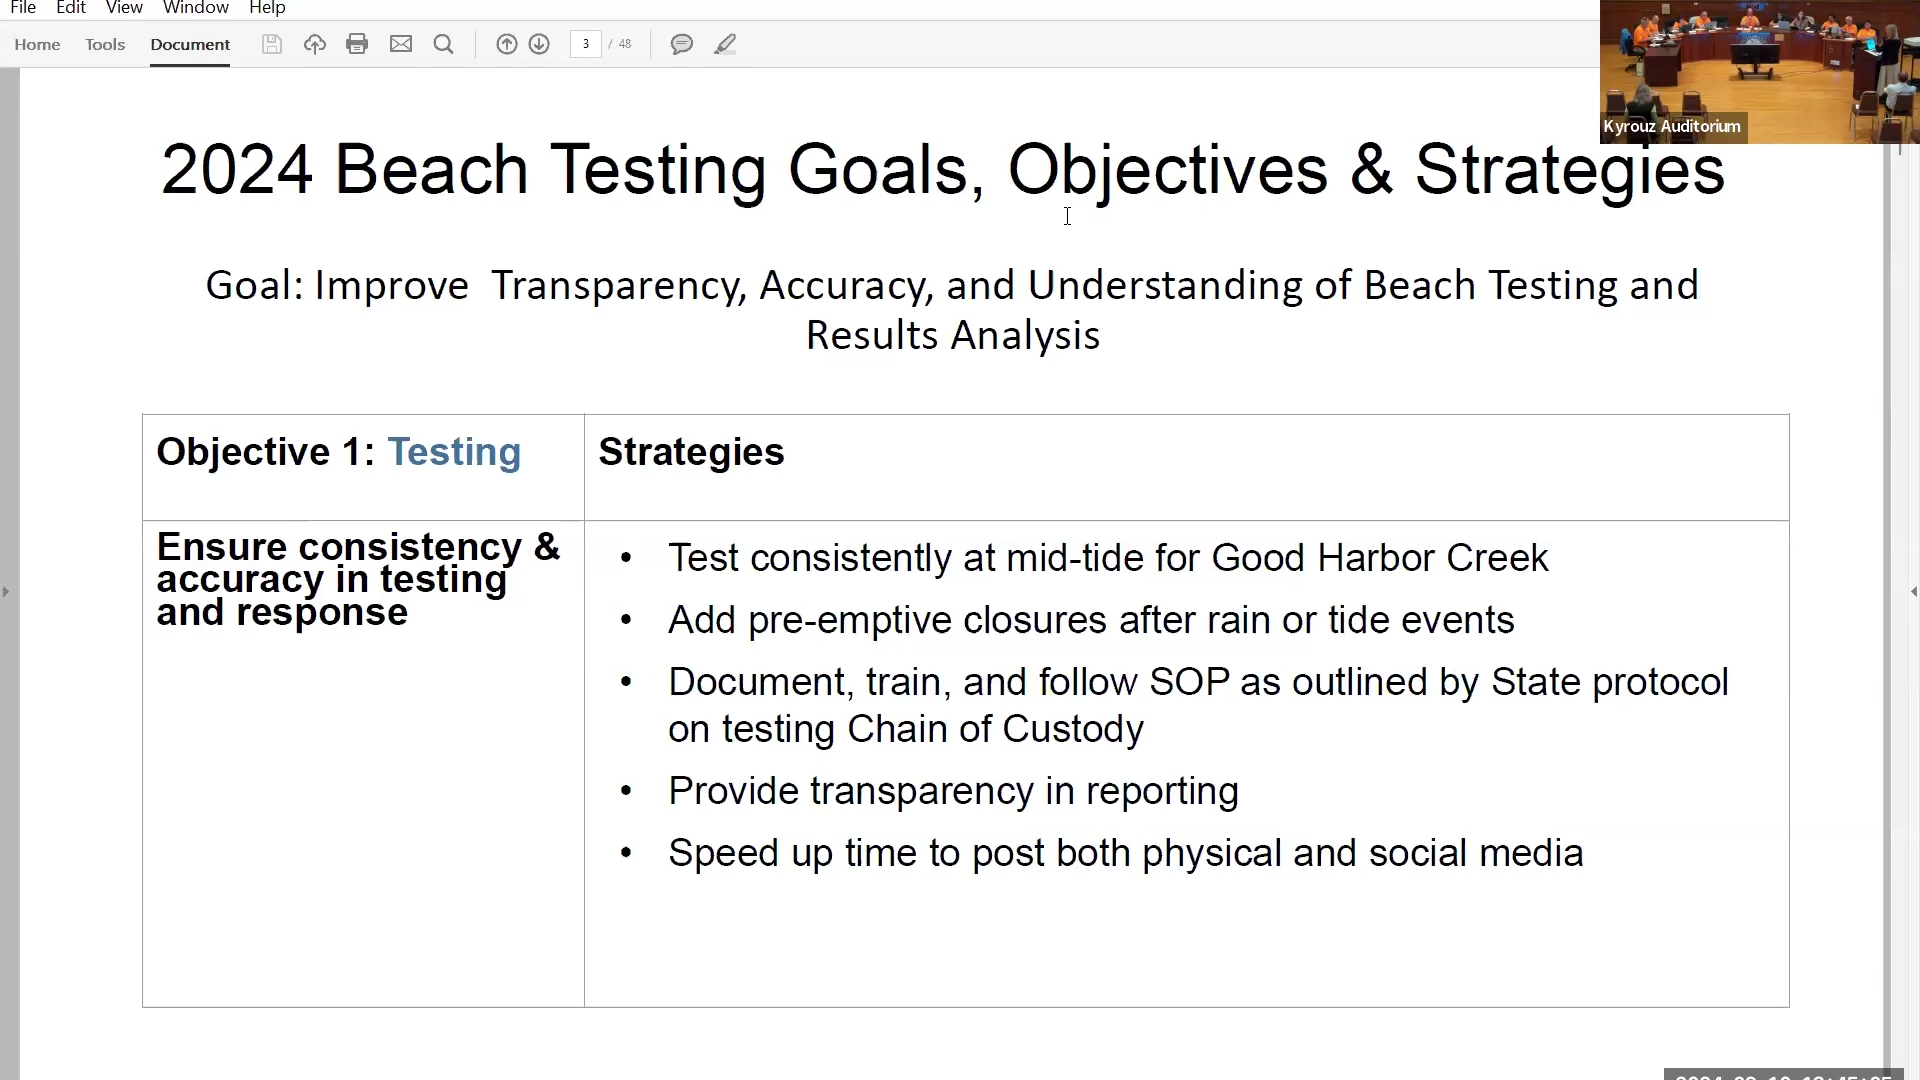 File Edit View Window Help
Home Tools Document 3 / 48
Kyrouz Auditorium
2024 Beach Testing Goals, Objectives & Strategies
Goal: Improve  Transparency, Accuracy, and Understanding of Beach Testing and
Results Analysis
Objective 1: Testing
Strategies
Ensure consistency &
accuracy in testing
and response
• Test consistently at mid-tide for Good Harbor Creek
• Add pre-emptive closures after rain or tide events
• Document, train, and follow SOP as outlined by State protocol
on testing Chain of Custody
• Provide transparency in reporting
• Speed up time to post both physical and social media